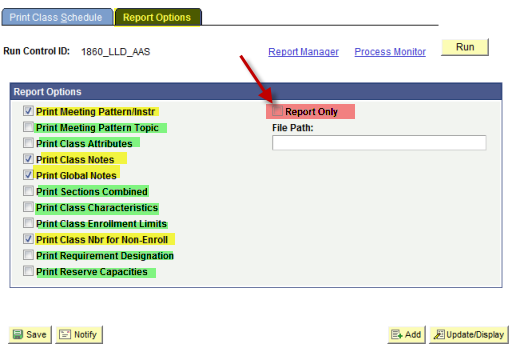 Print Class Schedule Report Options
Run Control ID: 1860_LLD_AAS Report Manager Process Monitor Run
Report Options
Print Meeting Pattern/Instr Report Only
Print Meeting Pattern Topic File Path:
Print Class Attributes
Print Class Notes
Print Global Notes
Print Sections Combined
Print Class Characteristics
Print Class Enrollment Limits
Print Class Nbr for Non-Enroll
Print Requirement Designation
Print Reserve Capacities
Save Notify Add Update/Display